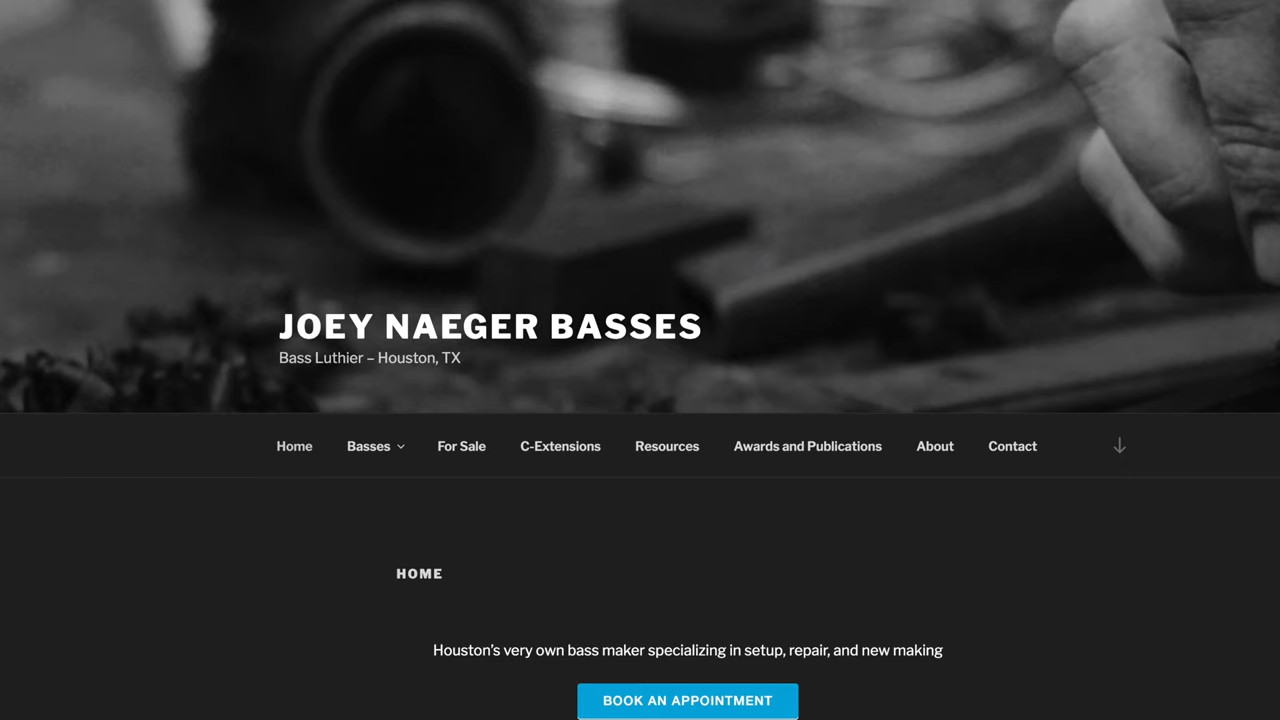 JOEY NAEGER BASSES
Bass Luthier – Houston, TX
Home Basses For Sale C-Extensions Resources Awards and Publications About Contact
HOME
Houston’s very own bass maker specializing in setup, repair, and new making
BOOK AN APPOINTMENT